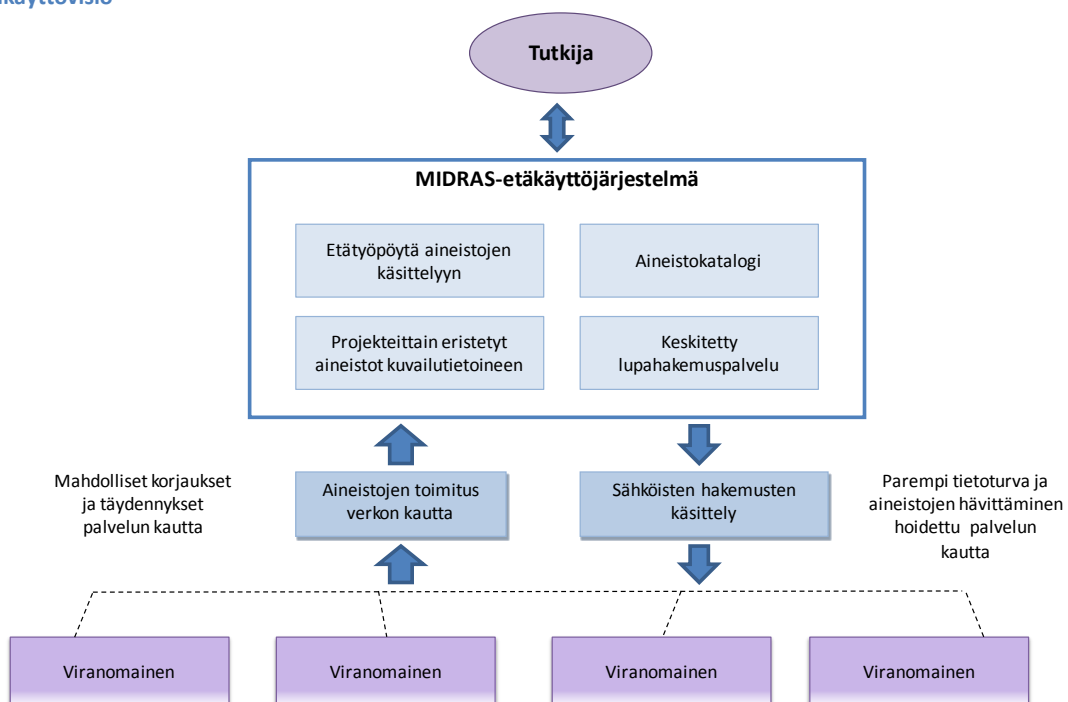 Tutkija
MIDRAS-etäkäyttöjärjestelmä
Etätyöpöytä aineistojen
käsittelyyn
Aineistokatalogi
Projekteittain eristetyt
aineistot kuvailutietoineen
Keskitetty
lupahakemuspalvelu
Mahdolliset korjaukset
ja täydennykset
palvelun kautta
Aineistojen toimitus
verkon kautta
Sähköisten hakemusten
käsittely
Parempi tietoturva ja
aineistojen hävittäminen
hoidettu palvelun
kautta
Viranomainen
Viranomainen
Viranomainen
Viranomainen